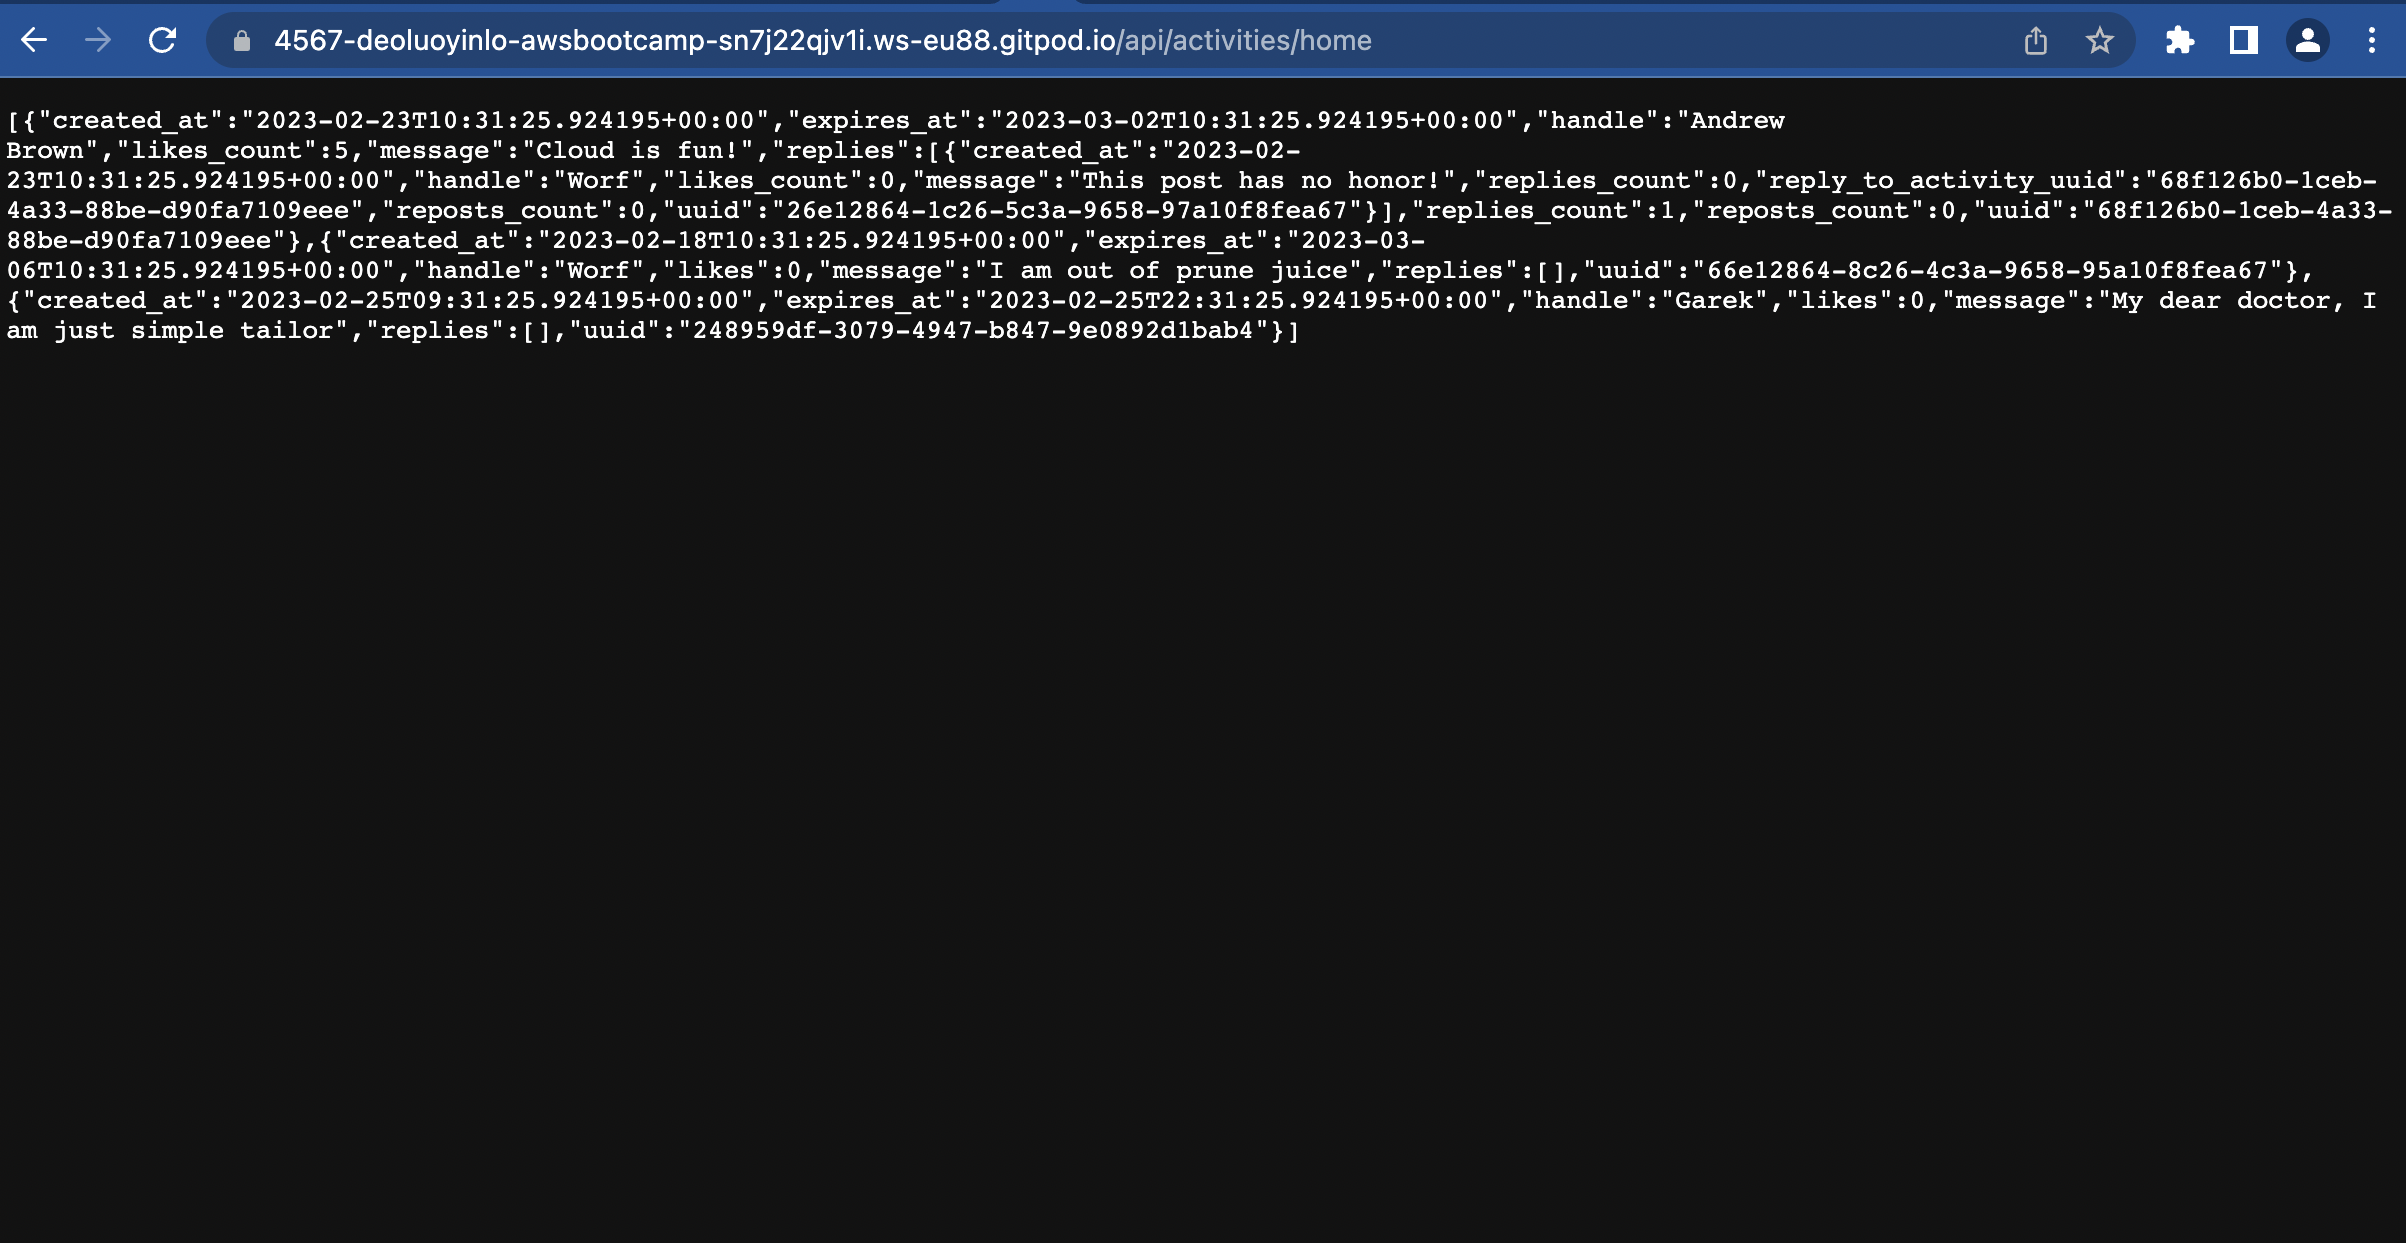 4567-deoluoyinlo-awsbootcamp-sn7j22qjv1i.ws-eu88.gitpod.io/api/activities/home
[{"created_at":"2023-02-23T10:31:25.924195+00:00","expires_at":"2023-03-02T10:31:25.924195+00:00","handle":"Andrew
Brown","likes_count":5,"message":"Cloud is fun!","replies":[{"created_at":"2023-02-
23T10:31:25.924195+00:00","handle":"Worf","likes_count":0,"message":"This post has no honor!","replies_count":0,"reply_to_activity_uuid":"68f126b0-1ceb-
4a33-88be-d90fa7109eee","reposts_count":0,"uuid":"26e12864-1c26-5c3a-9658-97a10f8fea67"}],"replies_count":1,"reposts_count":0,"uuid":"68f126b0-1ceb-4a33-
88be-d90fa7109eee"},{"created_at":"2023-02-18T10:31:25.924195+00:00","expires_at":"2023-03-
06T10:31:25.924195+00:00","handle":"Worf","likes":0,"message":"I am out of prune juice","replies":[],"uuid":"66e12864-8c26-4c3a-9658-95a10f8fea67"},
{"created_at":"2023-02-25T09:31:25.924195+00:00","expires_at":"2023-02-25T22:31:25.924195+00:00","handle":"Garek","likes":0,"message":"My dear doctor, I
am just simple tailor","replies":[],"uuid":"248959df-3079-4947-b847-9e0892d1bab4"}]